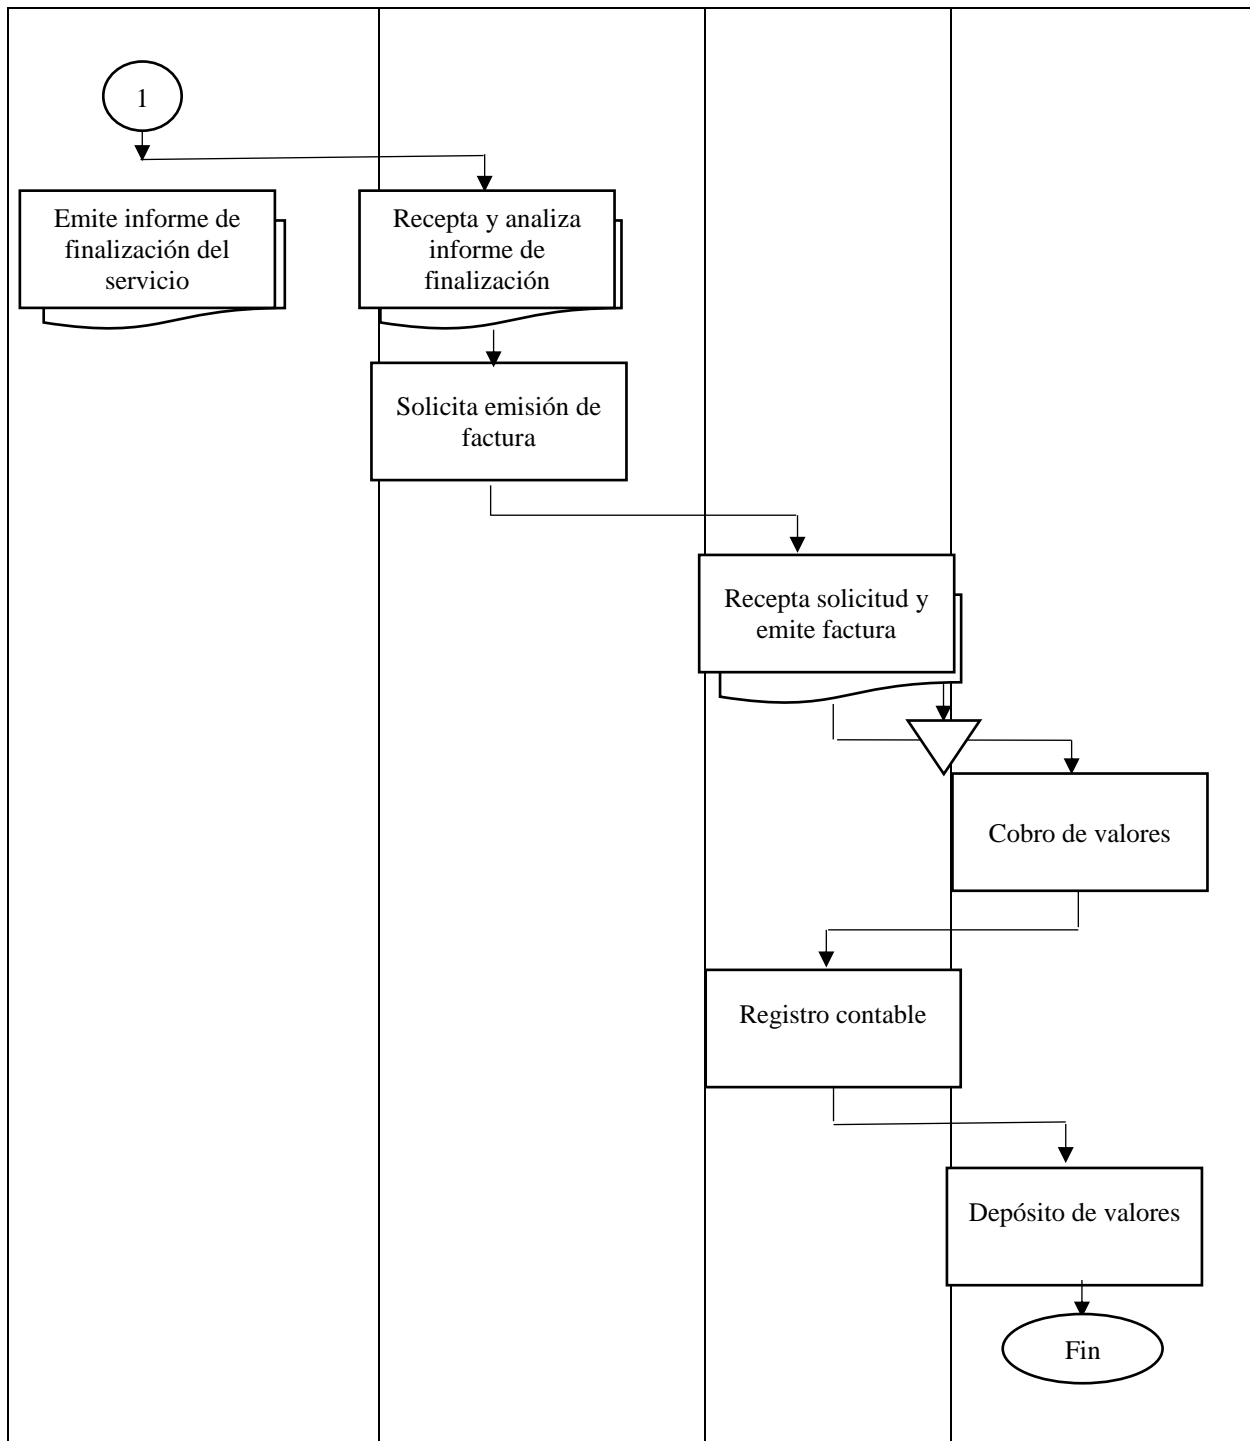 1
Emite informe de
finalización del
servicio
Recepta y analiza
informe de
finalización
Solicita emisión de
factura
Recepta solicitud y
emite factura
Cobro de valores
Registro contable
Depósito de valores
Fin